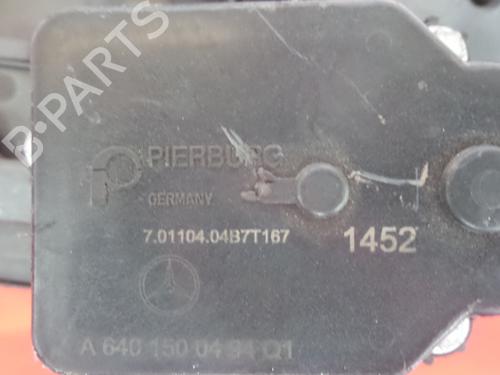 B-PARTS
PIERBURG
GERMANY
7.01104.04B7T167
1452
A 640 150 04 94 Q1